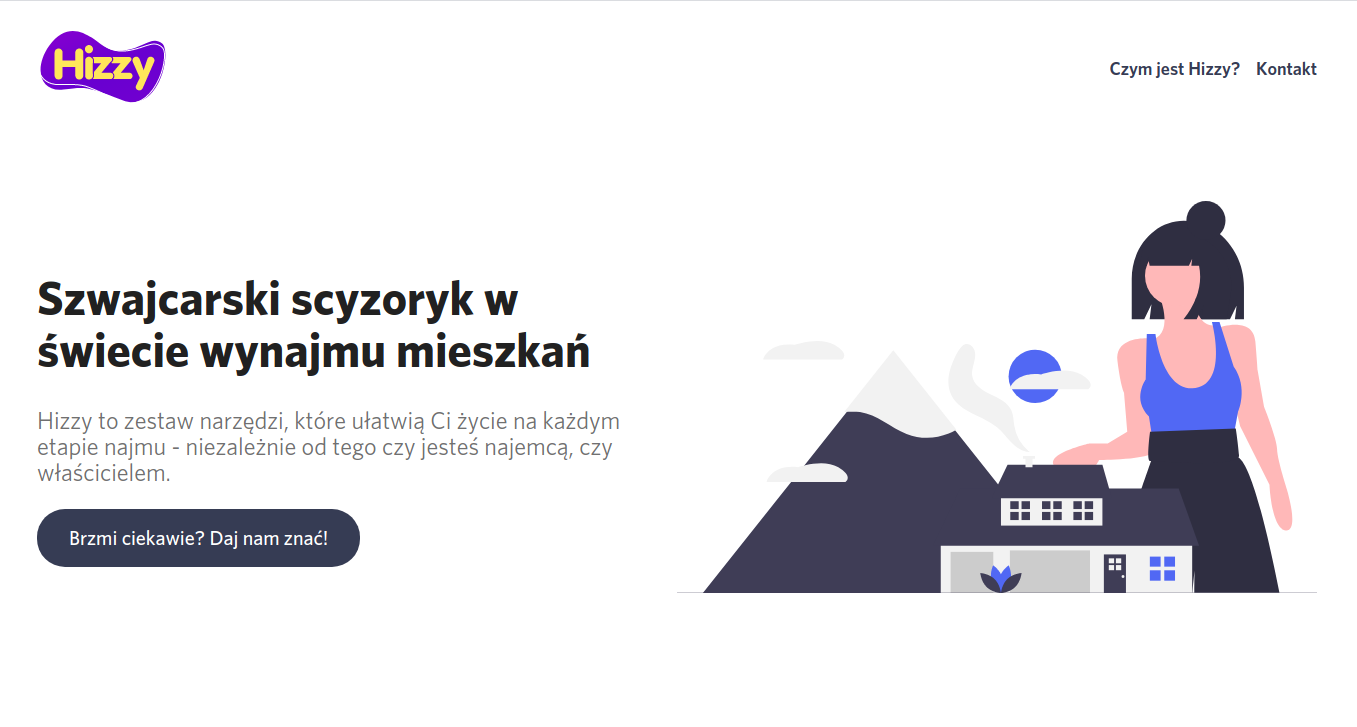 Hizzy
Czym jest Hizzy? Kontakt
Szwajcarski scyzoryk w
świecie wynajmu mieszkań
Hizzy to zestaw narzędzi, które ułatwią Ci życie na każdym
etapie najmu - niezależnie od tego czy jesteś najemcą, czy
właścicielem.
Brzmi ciekawie? Daj nam znać!